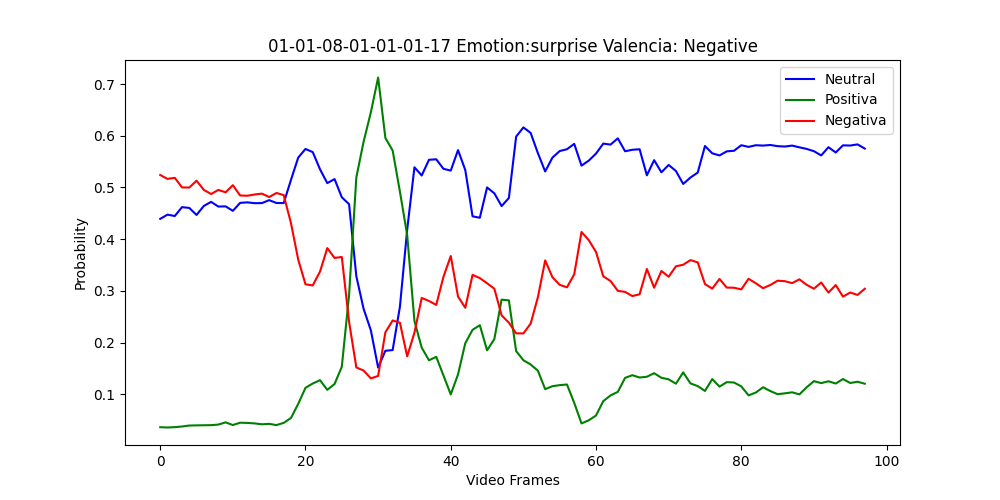 01-01-08-01-01-01-17 Emotion:surprise Valencia: Negative
Neutral
Positiva
Negativa
Probability
0.7
0.6
0.5
0.4
0.3
0.2
0.1
0 20 40 60 80 100
Video Frames